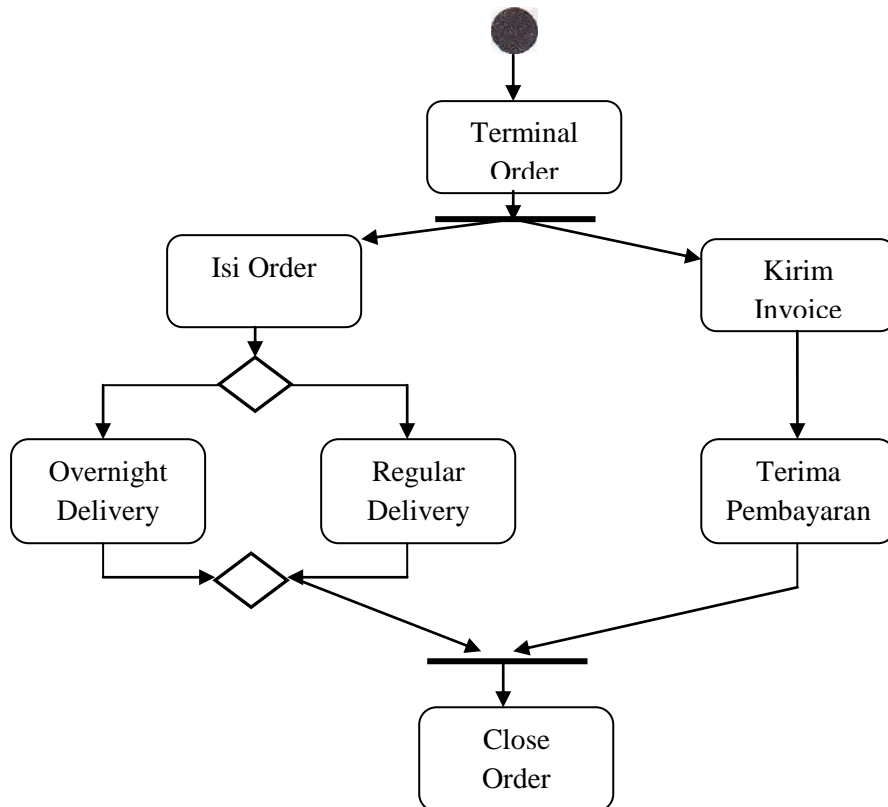 Terminal
Order
Isi Order
Kirim
Invoice
Overnight
Delivery
Regular
Delivery
Terima
Pembayaran
Close
Order